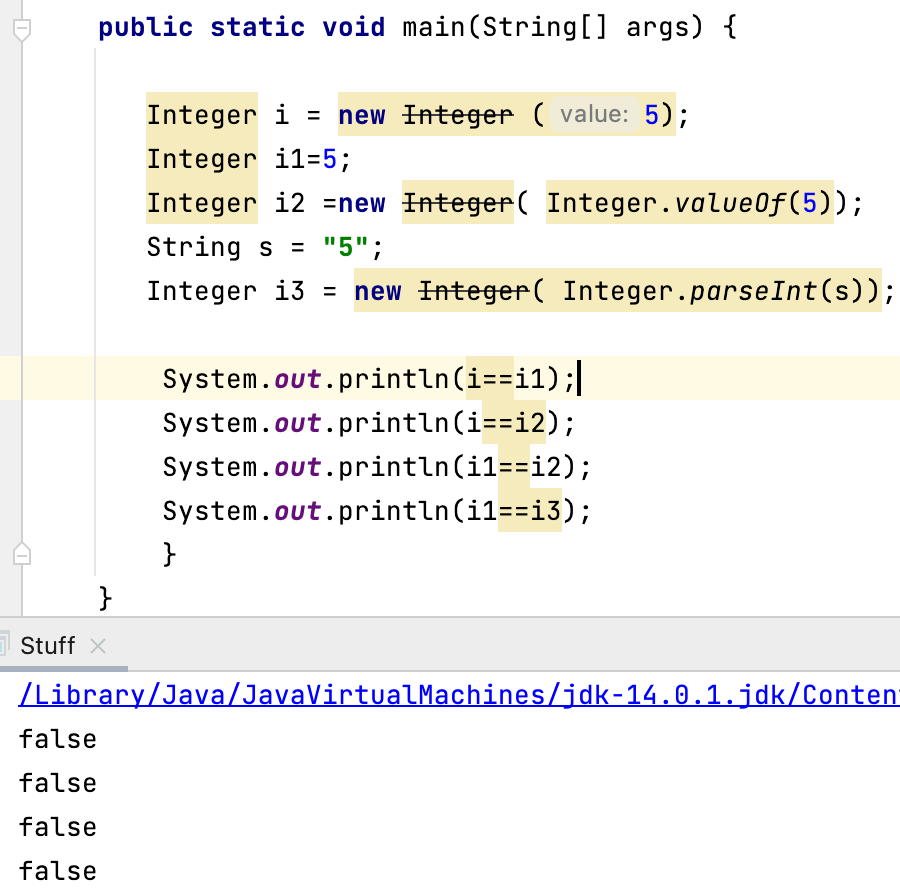 public static void main(String[] args) {
Integer i = new Integer ( value: 5);
Integer i1=5;
Integer i2 =new Integer( Integer.valueOf(5));
String s = "5";
Integer i3 = new Integer( Integer.parseInt(s));
System.out.println(i==i1);
System.out.println(i==i2);
System.out.println(i1==i2);
System.out.println(i1==i3);
}
}
Stuff ×
/Library/Java/JavaVirtualMachines/jdk-14.0.1.jdk/Conten
false
false
false
false